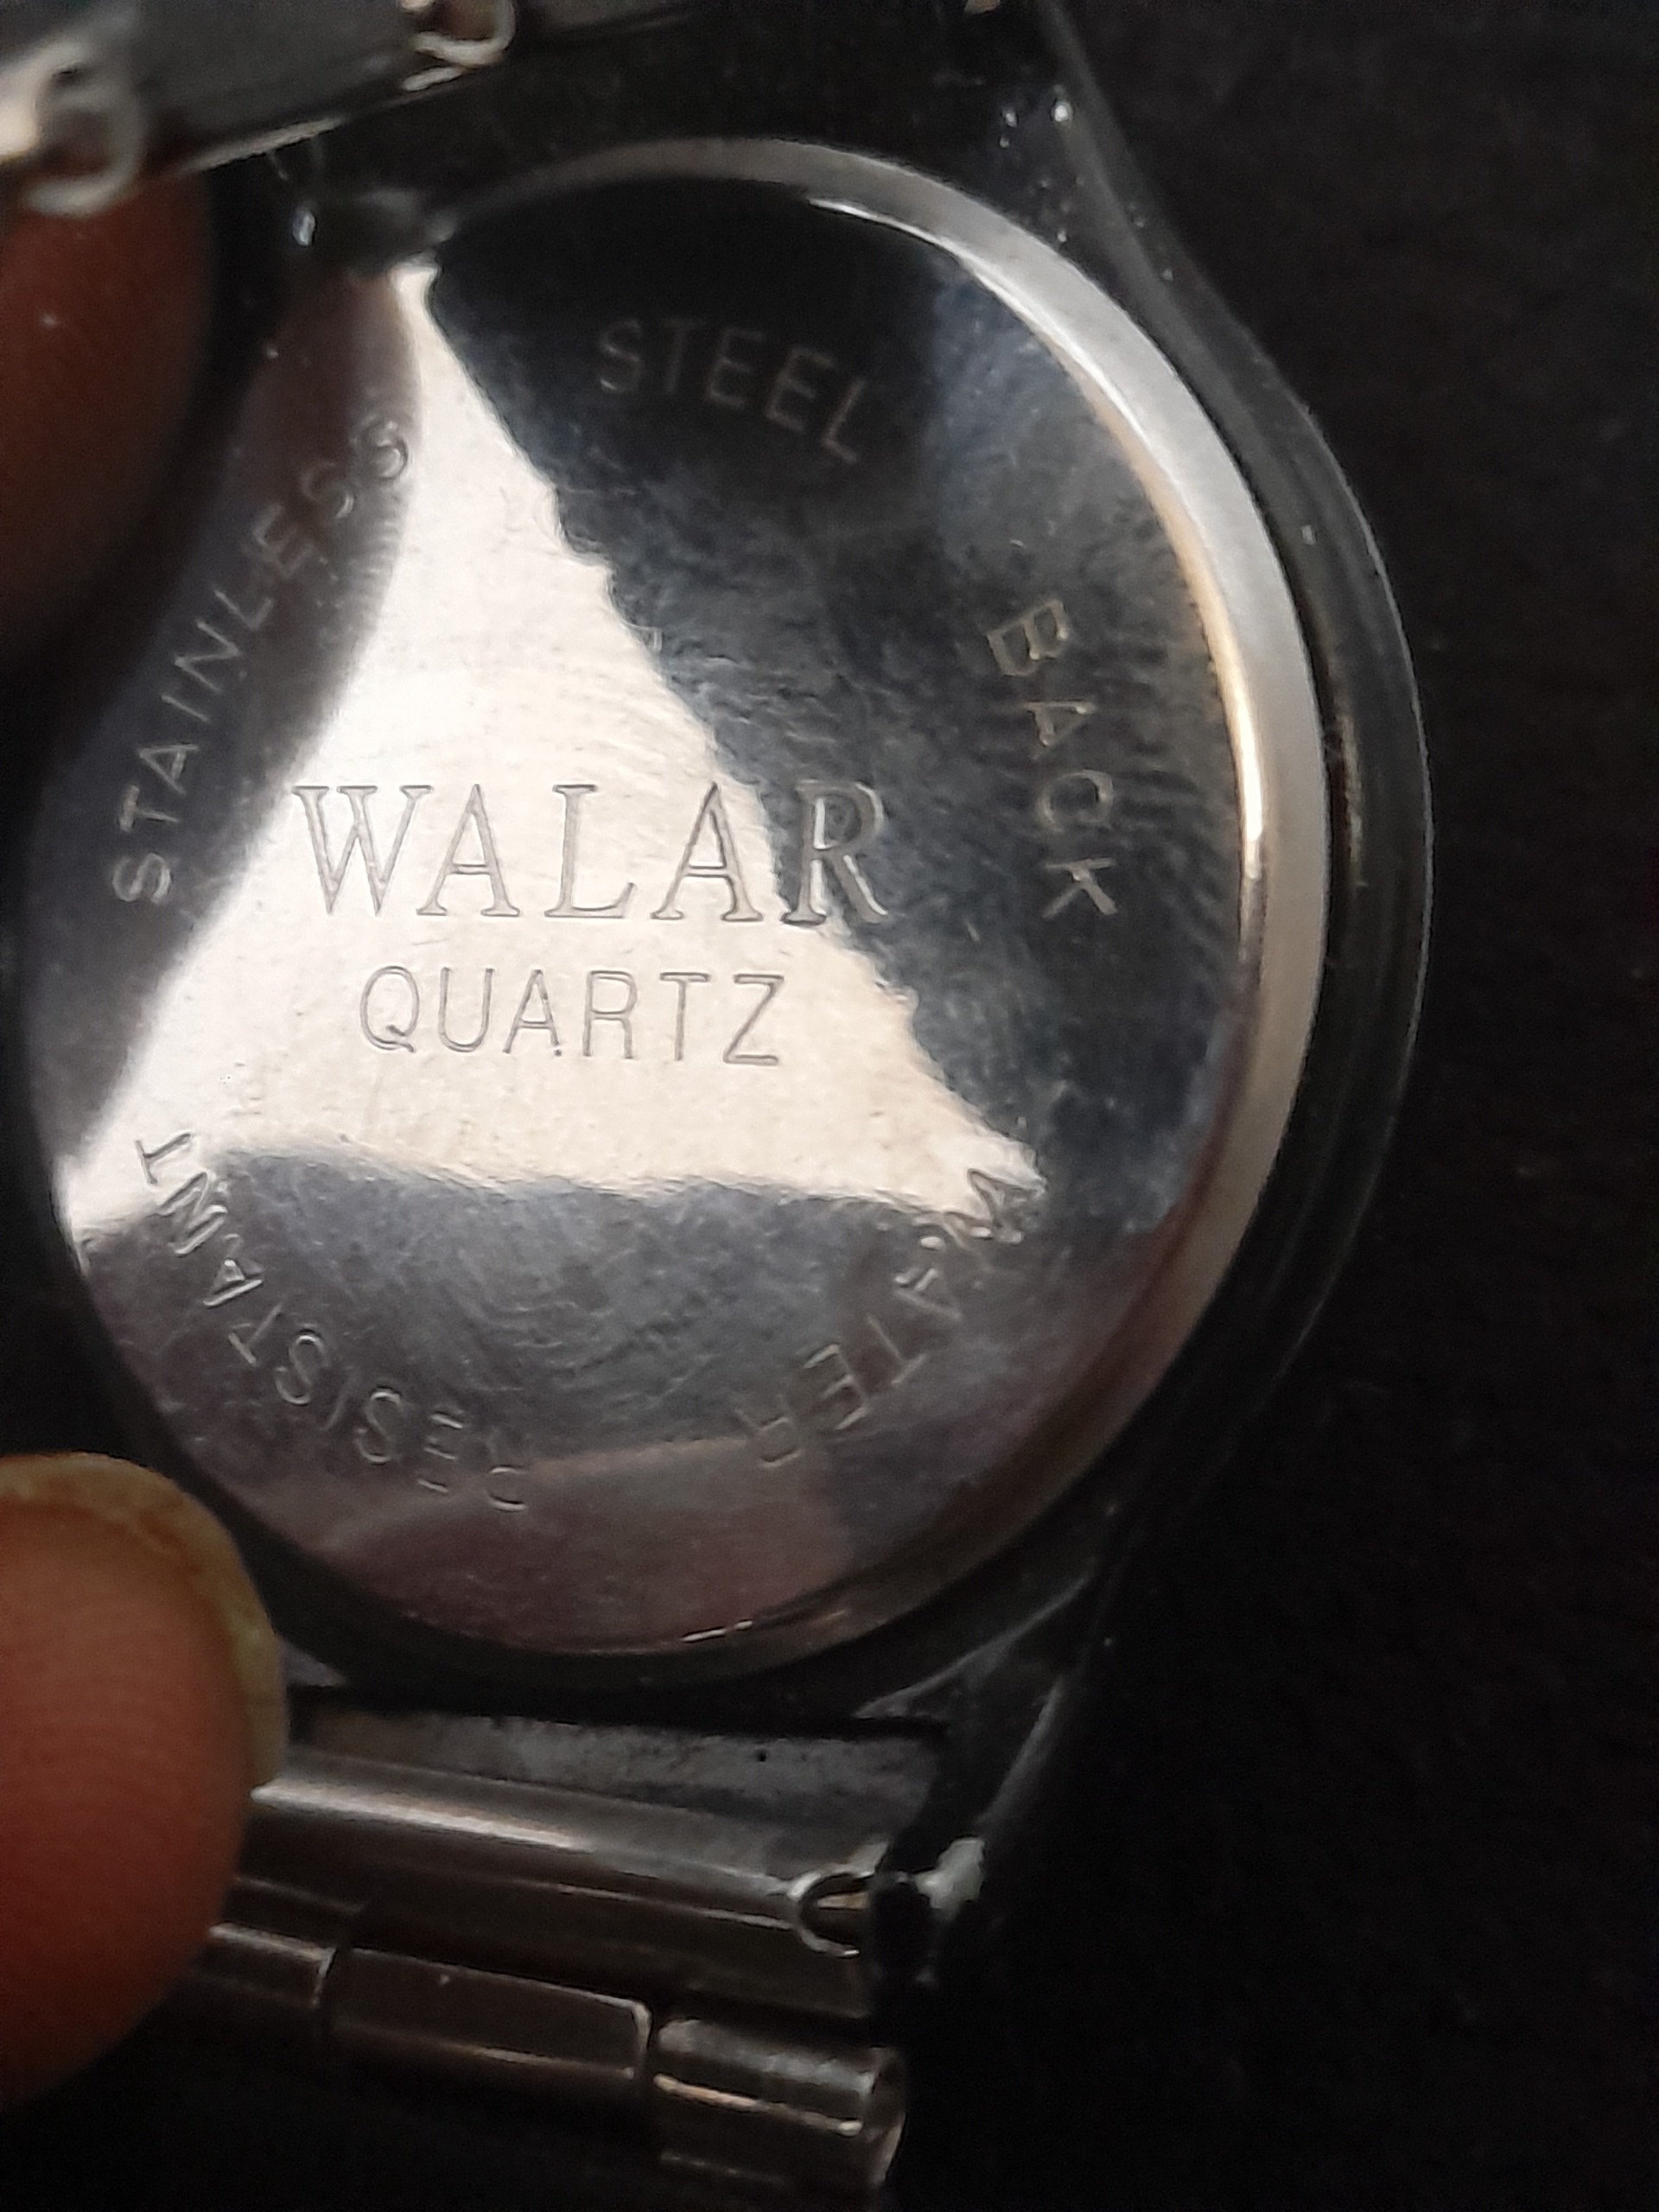 STAINLESS STEEL BACK
WALAR
QUARTZ
WATER RESISTANT